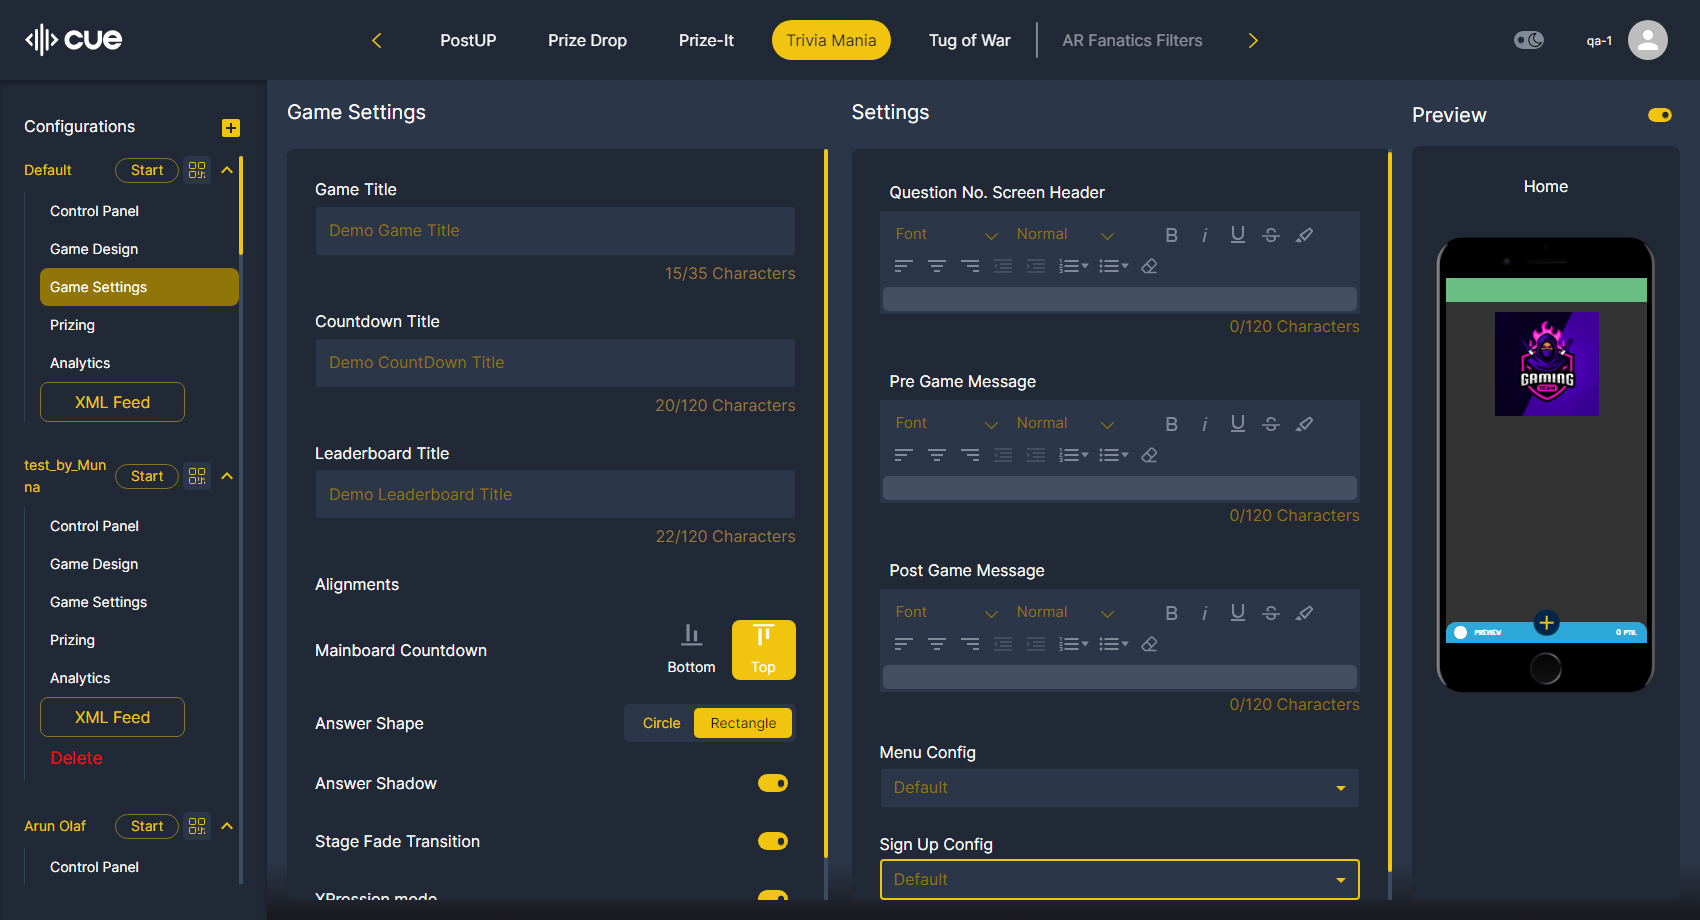 cue
PostUP
Prize Drop
Prize-It
Trivia Mania
Tug of War
AR Fanatics Filters
qa-1
Configurations
Default
Start
Control Panel
Game Design
Game Settings
Prizing
Analytics
XML Feed
test_by_Mun
na
Start
Control Panel
Game Design
Game Settings
Prizing
Analytics
XML Feed
Delete
Arun Olaf
Start
Control Panel
Game Settings
Game Title
Demo Game Title
15/35 Characters
Countdown Title
Demo CountDown Title
20/120 Characters
Leaderboard Title
Demo Leaderboard Title
22/120 Characters
Alignments
Mainboard Countdown
Bottom
Top
Answer Shape
Circle
Rectangle
Answer Shadow
Stage Fade Transition
XPression mode
Settings
Question No. Screen Header
Font
Normal
B i U S
0/120 Characters
Pre Game Message
Font
Normal
B i U S
0/120 Characters
Post Game Message
Font
Normal
B i U S
0/120 Characters
Menu Config
Default
Sign Up Config
Default
Preview
Home
GAMING
TEAM
PREVIEW
0 PTS.